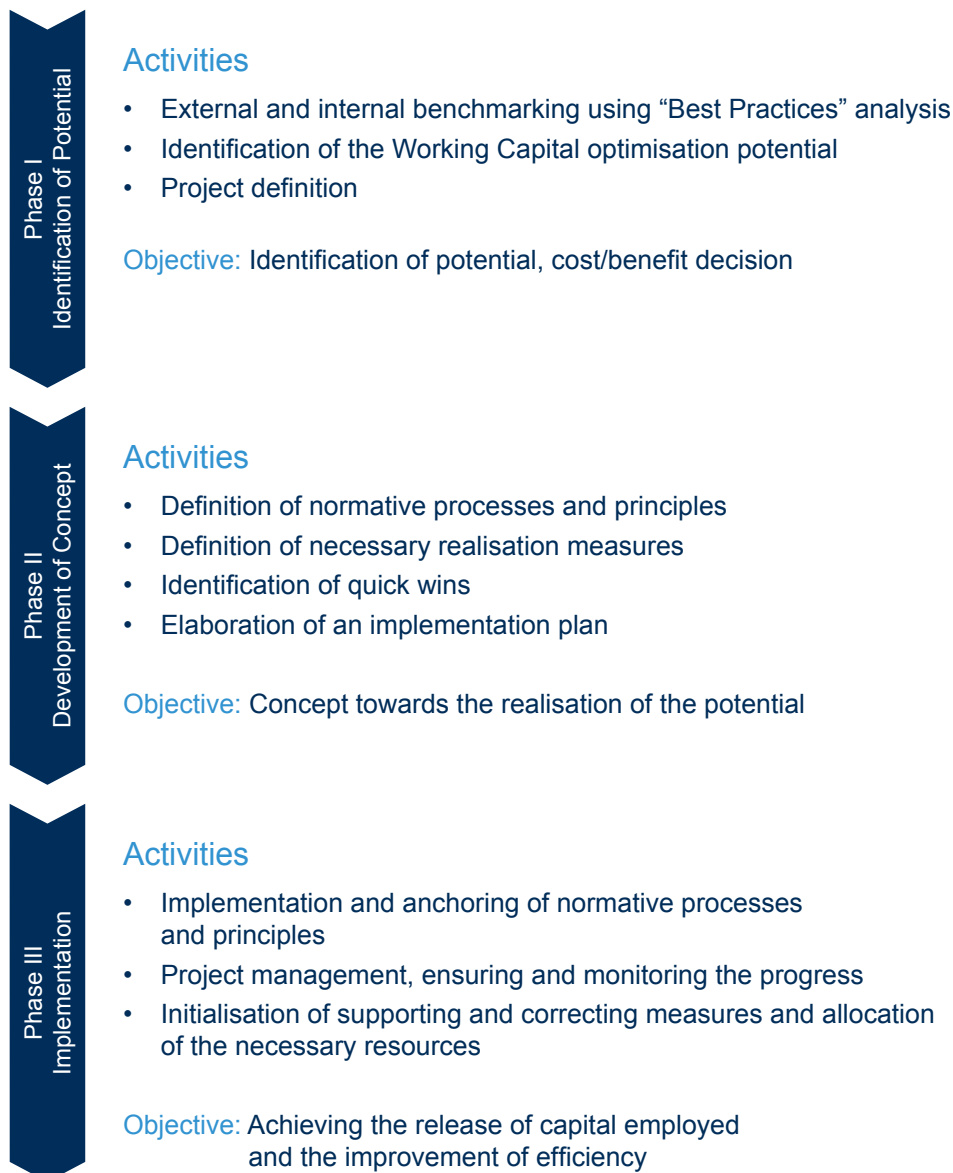 Phase I
Identification of Potential
Activities
• External and internal benchmarking using “Best Practices” analysis
• Identification of the Working Capital optimisation potential
• Project definition
Objective: Identification of potential, cost/benefit decision
Phase II
Development of Concept
Activities
• Definition of normative processes and principles
• Definition of necessary realisation measures
• Identification of quick wins
• Elaboration of an implementation plan
Objective: Concept towards the realisation of the potential
Phase III
Implementation
Activities
• Implementation and anchoring of normative processes
and principles
• Project management, ensuring and monitoring the progress
• Initialisation of supporting and correcting measures and allocation
of the necessary resources
Objective: Achieving the release of capital employed
and the improvement of efficiency